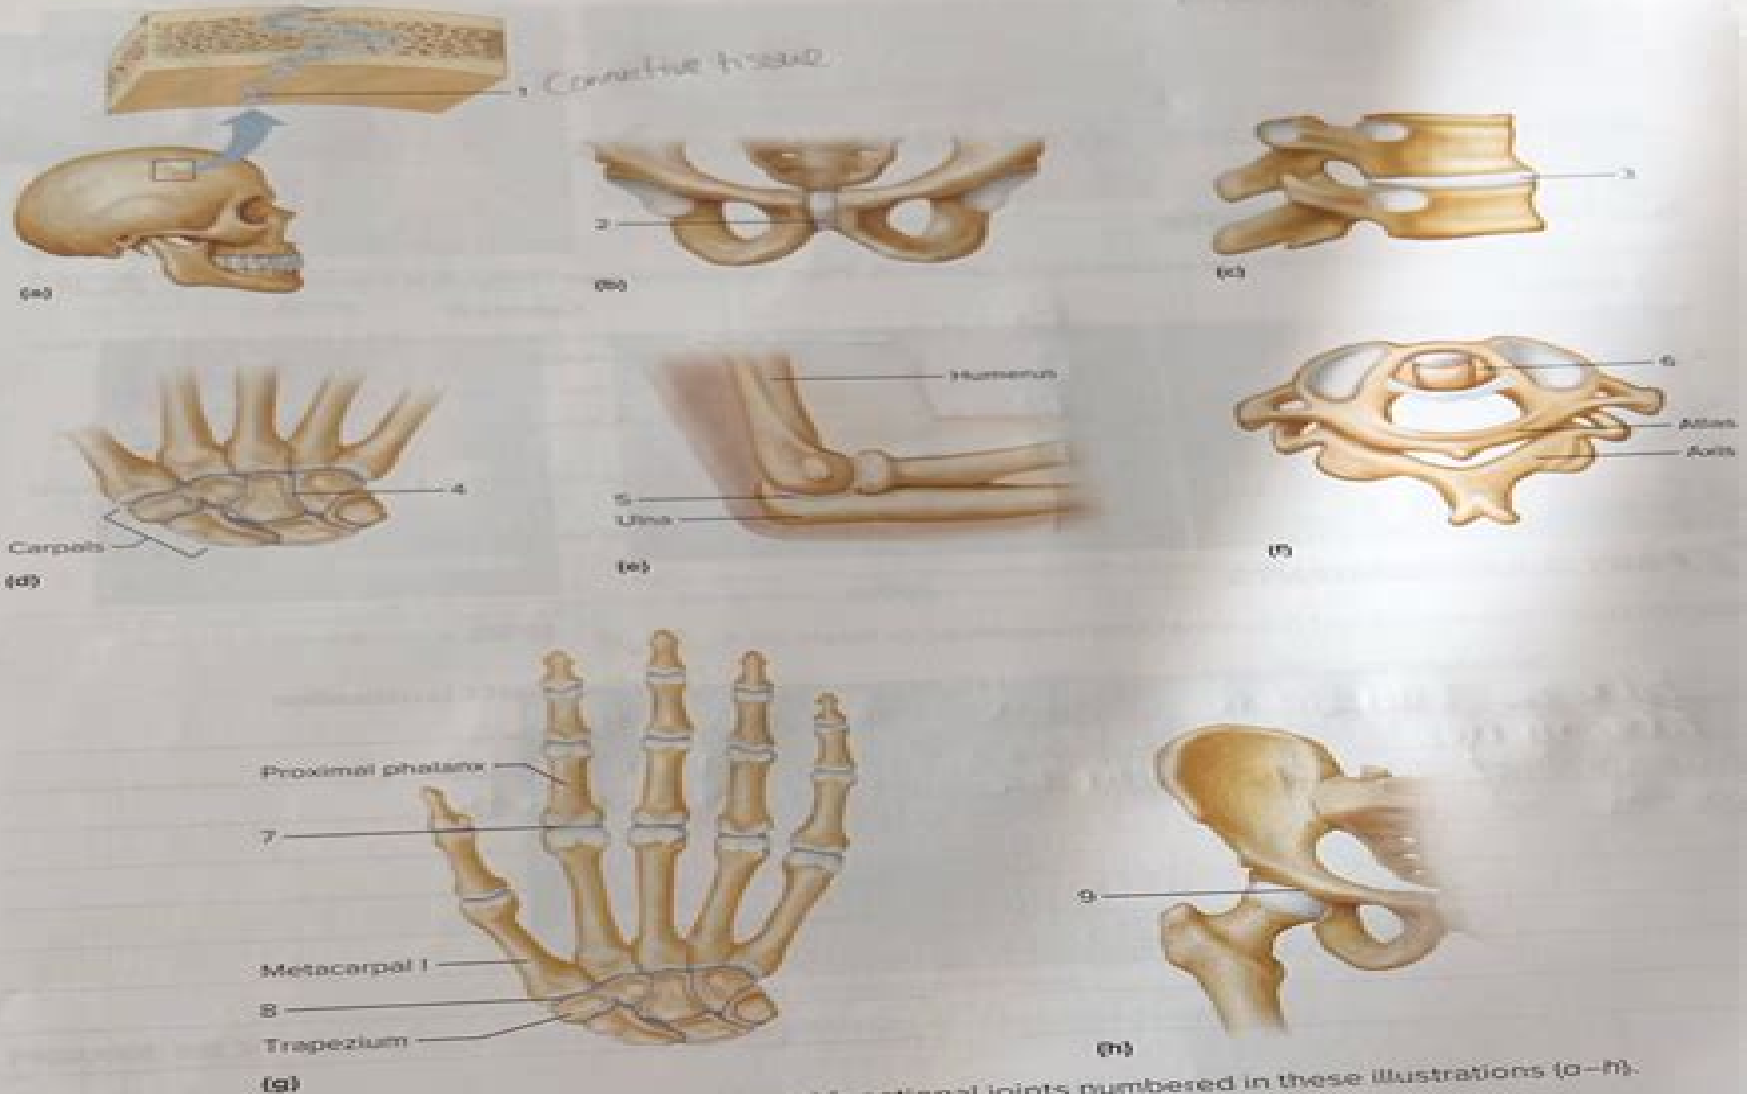 1 Connective tissue
2
3
(a)
(b)
(c)
Humerus
6
Atlas
Axis
4
5
Ulna
Carpals
(d)
(e)
(f)
Proximal phalanx
7
9
Metacarpal I
8
Trapezium
(g)
(h)
joints numbered in these illustrations (a–h).